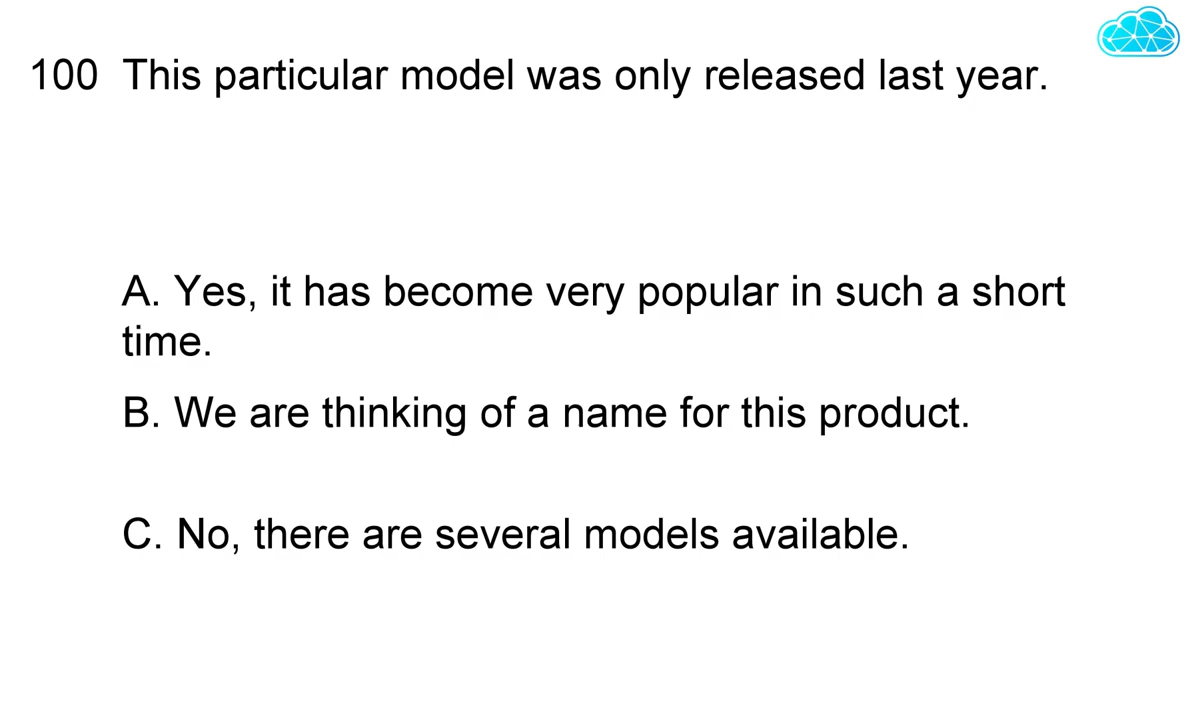 100 This particular model was only released last year.
A. Yes, it has become very popular in such a short
time.
B. We are thinking of a name for this product.
C. No, there are several models available.